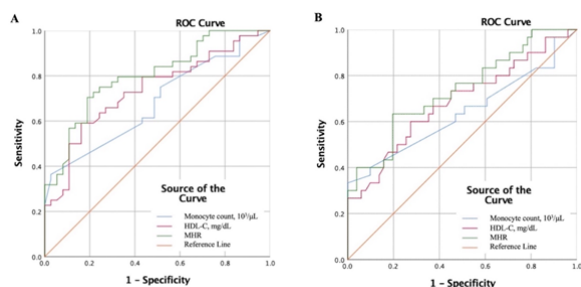 A
ROC Curve
1.0
0.8
0.6
0.4
0.2
0.0
Sensitivity
Source of the
Curve
Monocyte count, 10³/μL
HDL-C, mg/dL
MHR
Reference Line
0.0 0.2 0.4 0.6 0.8 1.0
1 - Specificity
B
ROC Curve
1.0
0.8
0.6
0.4
0.2
0.0
Sensitivity
Source of the
Curve
Monocyte count, 10³/μL
HDL-C, mg/dL
MHR
Reference Line
0.0 0.2 0.4 0.6 0.8 1.0
1 - Specificity